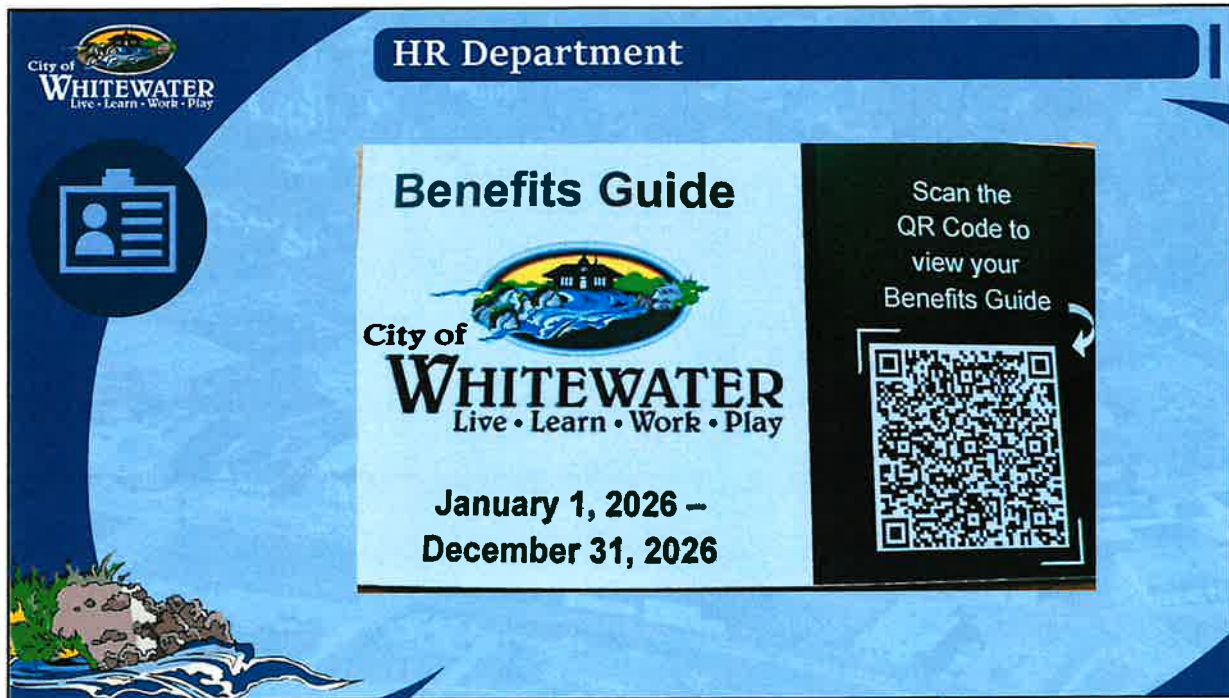 City of
WHITEWATER
Live • Learn • Work • Play
HR Department
Benefits Guide
City of
WHITEWATER
Live • Learn • Work • Play
January 1, 2026 –
December 31, 2026
Scan the
QR Code to
view your
Benefits Guide